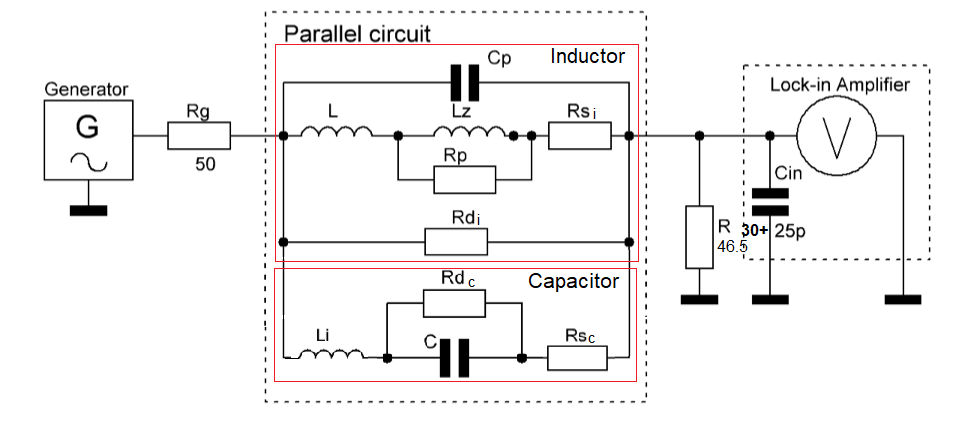 Parallel circuit
Inductor
Cp
Generator
G
Rg
50
L
Lz
Rsi
Rp
Rdi
Lock-in Amplifier
V
Cin
R
46.5
30+ 25p
Capacitor
Rdc
Li
C
Rsc